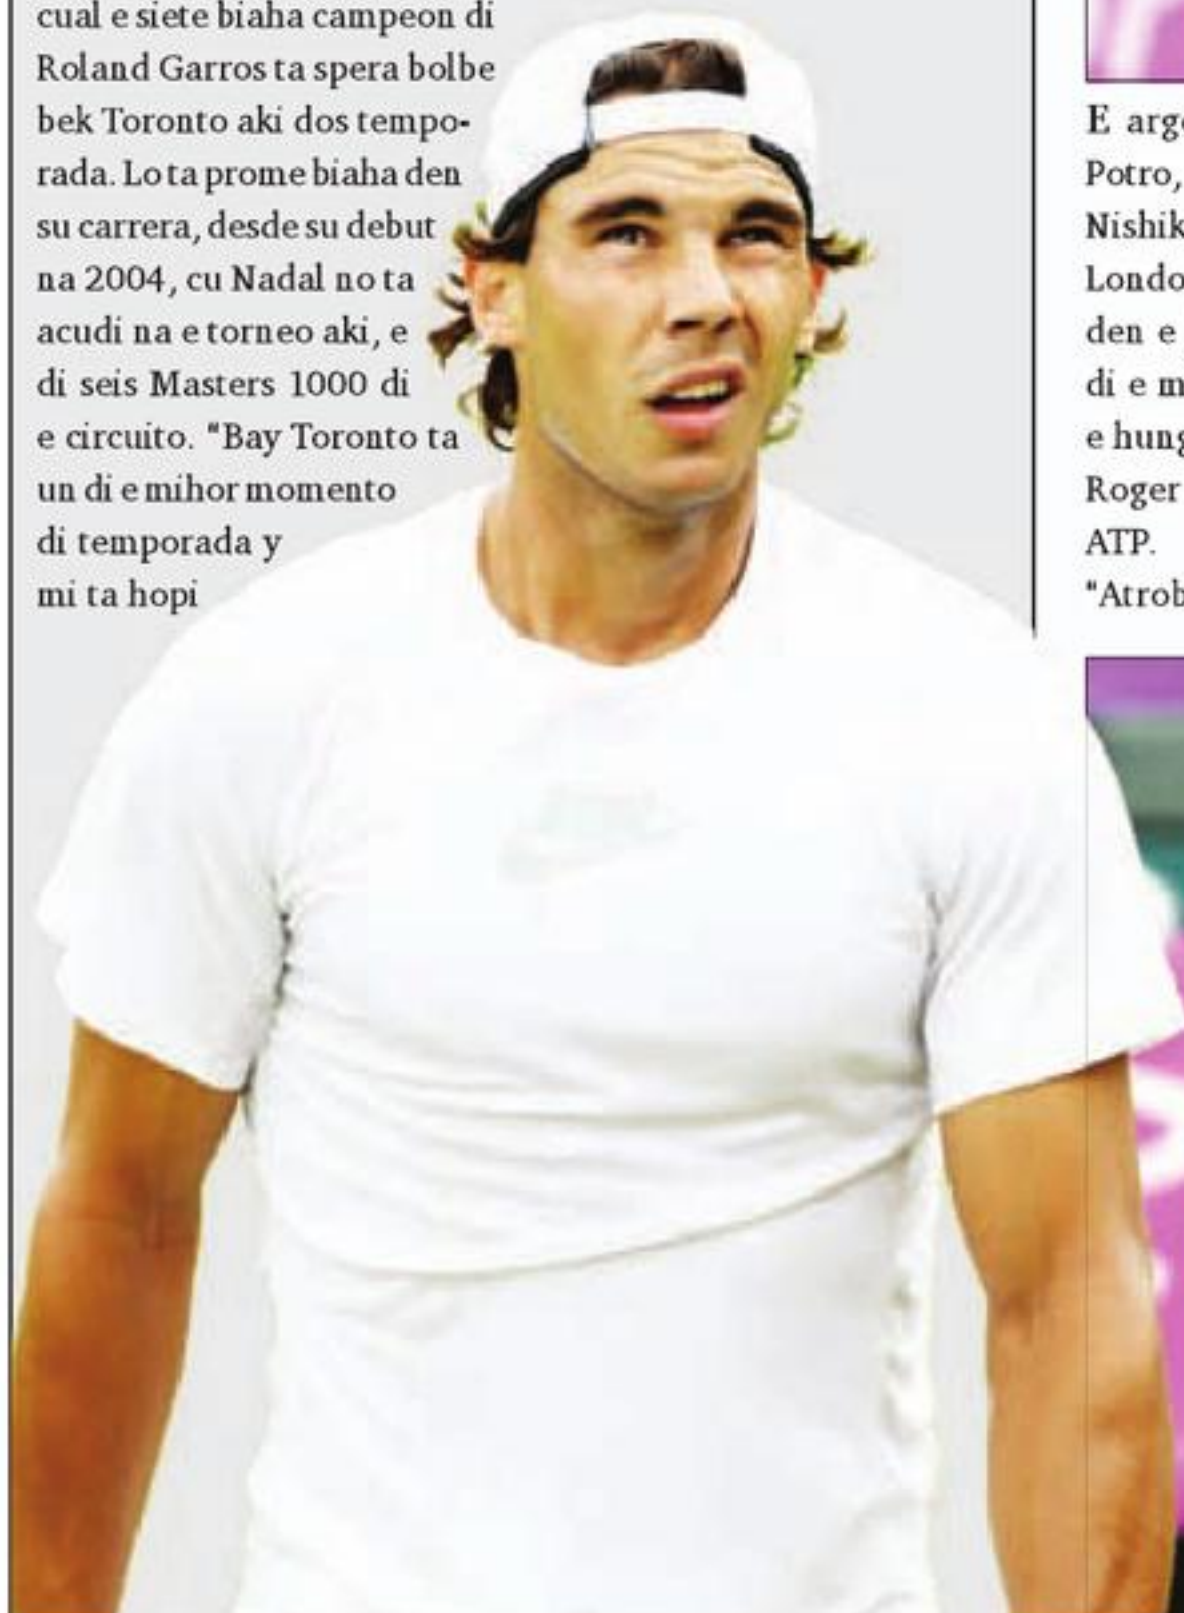 cual e siete biaha campeon di
Roland Garros ta spera bolbe
bek Toronto aki dos tempo-
rada. Lo ta prome biaha den
su carrera, desde su debut
na 2004, cu Nadal no ta
acudi na e torneo aki, e
di seis Masters 1000 di
e circuito. "Bay Toronto ta
un di e mihor momento
di temporada y
mi ta hopi
E arg
Potro,
Nishik
Londo
den e
di e m
e hung
Roger
ATP.
"Atrob